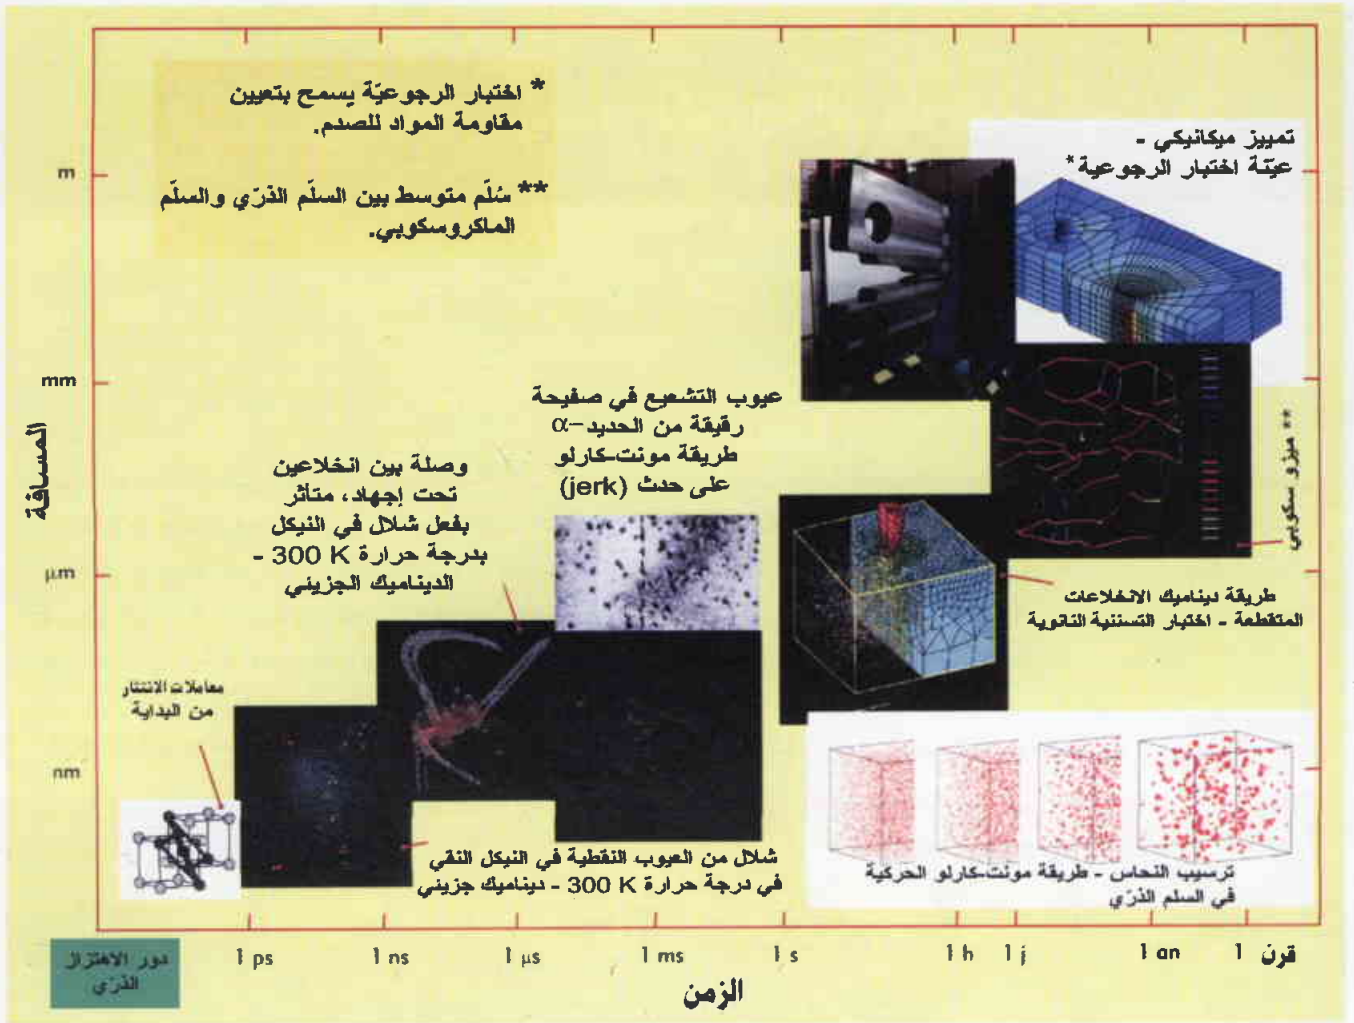 * اختبار الرجوعيّة يسمح بتعيين
مقاومة المواد للصدم.
** سُلّم متوسط بين السلّم الذرّي والسلّم
الماكروسكوبي.
تمييز ميكانيكي -
عيّنة اختبار الرجوعية*
m
mm
µm
nm
المسافة
عيوب التشعيع في صفيحة
رقيقة من الحديد-α
طريقة مونت-كارلو
على حدث (jerk)
وصلة بين انخلاعين
تحت إجهاد، متأثر
بفعل شلال في النيكل
بدرجة حرارة 300 K -
الديناميك الجزيئي
** ميزو سكوبي
طريقة ديناميك الانخلاعات
المتقطعة - اختبار التستنية النانوية
معاملات الانتثار
من البداية
شلال من العيوب النقطية في النيكل النقي
في درجة حرارة 300 K - ديناميك جزيئي
ترسيب النحاس - طريقة مونت-كارلو الحركية
في السلم الذرّي
دور الاهتزاز
الذرّي
1 ps
1 ns
1 µs
1 ms
1 s
1 h
1 j
1 an
1 قرن
الزمن